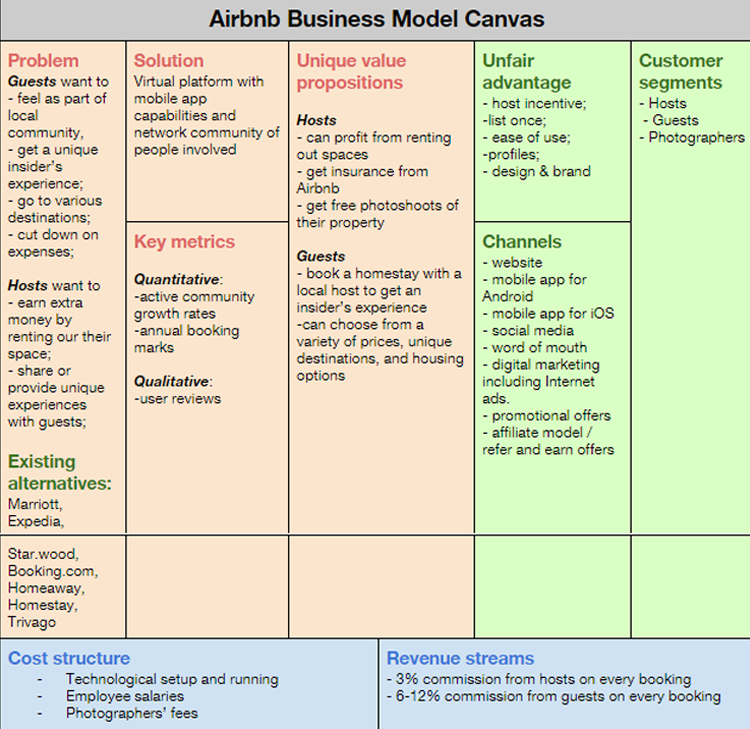 Airbnb Business Model Canvas
Problem
Guests want to
- feel as part of
local
community,
- get a unique
insider's
experience;
- go to various
destinations;
- cut down on
expenses;
Hosts want to
- earn extra
money by
renting our their
space;
- share or
provide unique
experiences
with guests;
Existing
alternatives:
Marriott,
Expedia,
Star.wood,
Booking.com,
Homeaway,
Homestay,
Trivago
Solution
Virtual platform with
mobile app
capabilities and
network community of
people involved
Key metrics
Quantitative:
-active community
growth rates
-annual booking
marks
Qualitative:
-user reviews
Unique value
propositions
Hosts
- can profit from renting
out spaces
- get insurance from
Airbnb
- get free photoshoots of
their property
Guests
- book a homestay with a
local host to get an
insider's experience
-can choose from a
variety of prices, unique
destinations, and housing
options
Unfair
advantage
- host incentive;
-list once;
- ease of use;
-profiles;
- design & brand
Channels
- website
- mobile app for
Android
- mobile app for iOS
- social media
- word of mouth
- digital marketing
including Internet
ads.
- promotional offers
- affiliate model /
refer and earn offers
Customer
segments
- Hosts
- Guests
- Photographers
Cost structure
- Technological setup and running
- Employee salaries
- Photographers' fees
Revenue streams
- 3% commission from hosts on every booking
- 6-12% commission from guests on every booking